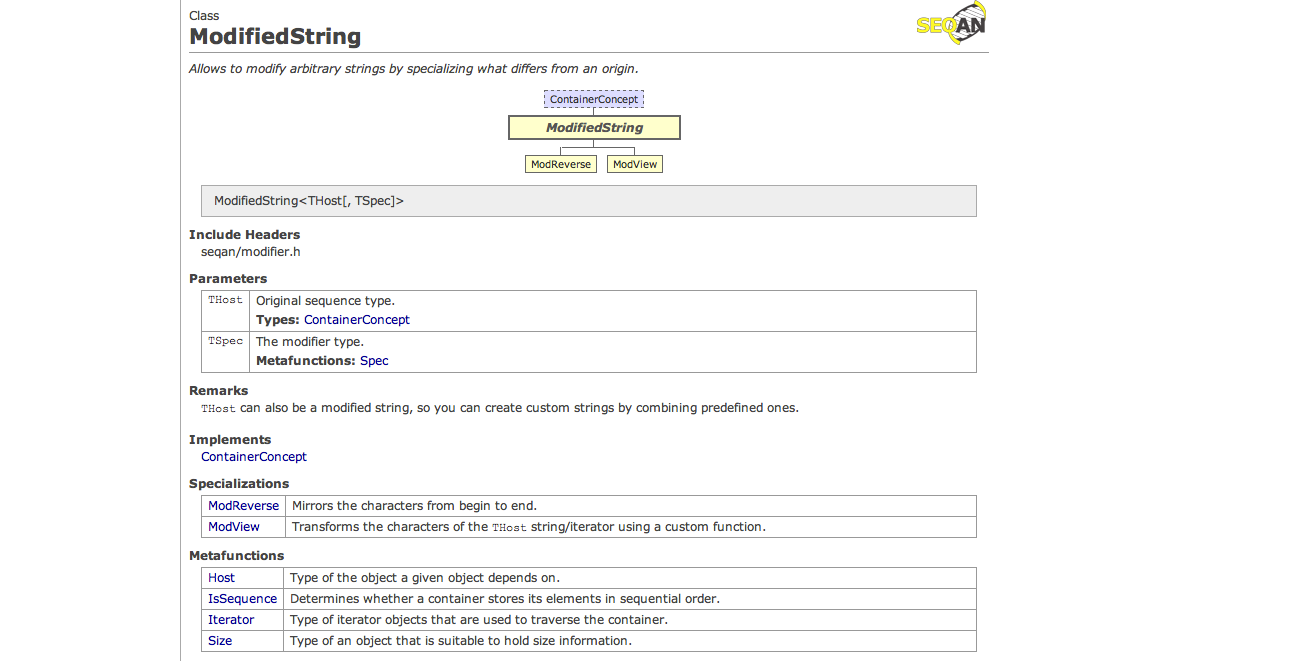 Class
SEQAN
ModifiedString
Allows to modify arbitrary strings by specializing what differs from an origin.
ContainerConcept
ModifiedString
ModReverse ModView
ModifiedString<THost[, TSpec]>
Include Headers
seqan/modifier.h
Parameters
THost Original sequence type.
Types: ContainerConcept
TSpec The modifier type.
Metafunctions: Spec
Remarks
THost can also be a modified string, so you can create custom strings by combining predefined ones.
Implements
ContainerConcept
Specializations
ModReverse Mirrors the characters from begin to end.
ModView Transforms the characters of the THost string/iterator using a custom function.
Metafunctions
Host Type of the object a given object depends on.
IsSequence Determines whether a container stores its elements in sequential order.
Iterator Type of iterator objects that are used to traverse the container.
Size Type of an object that is suitable to hold size information.